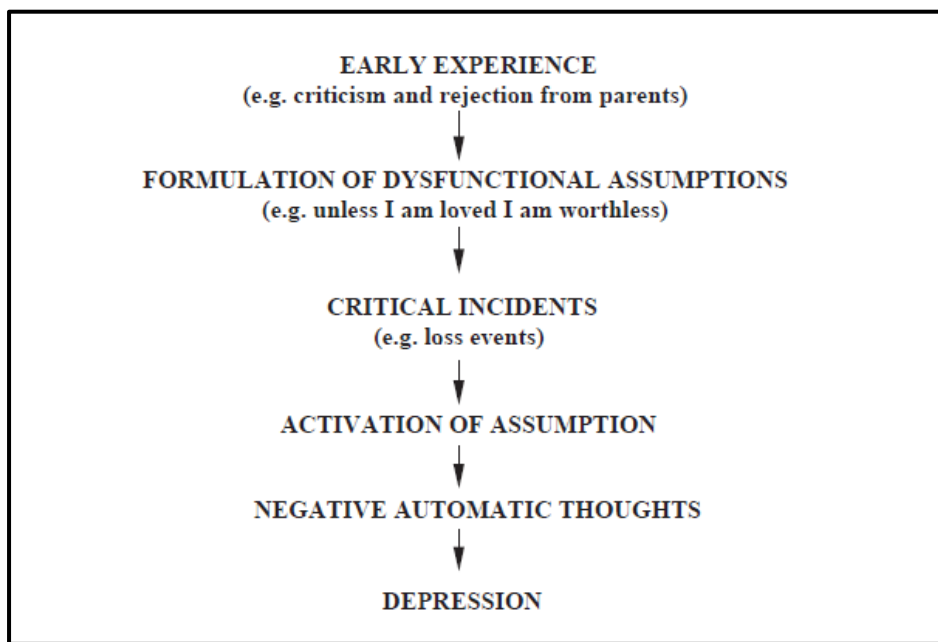 EARLY EXPERIENCE
(e.g. criticism and rejection from parents)
FORMULATION OF DYSFUNCTIONAL ASSUMPTIONS
(e.g. unless I am loved I am worthless)
CRITICAL INCIDENTS
(e.g. loss events)
ACTIVATION OF ASSUMPTION
NEGATIVE AUTOMATIC THOUGHTS
DEPRESSION